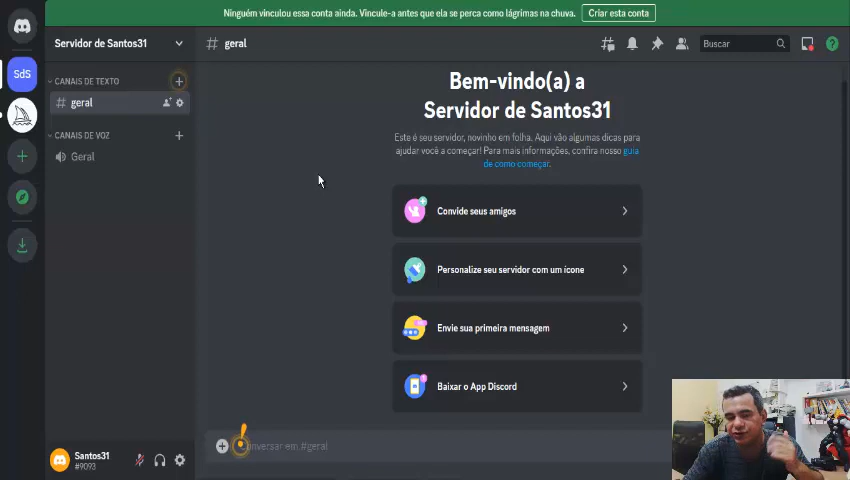 Ninguém vinculou essa conta ainda. Vincule-a antes que ela se perca como lágrimas na chuva.
Criar esta conta
Servidor de Santos31
geral
Buscar
SdS
CANAIS DE TEXTO
geral
CANAIS DE VOZ
Geral
Bem-vindo(a) a
Servidor de Santos31
Este é seu servidor, novinho em folha. Aqui vão algumas dicas para
ajudar você a começar! Para mais informações, confira nosso guia
de como começar.
Convide seus amigos
Personalize seu servidor com um ícone
Envie sua primeira mensagem
Baixar o App Discord
Conversar em #geral
Santos31
#9093